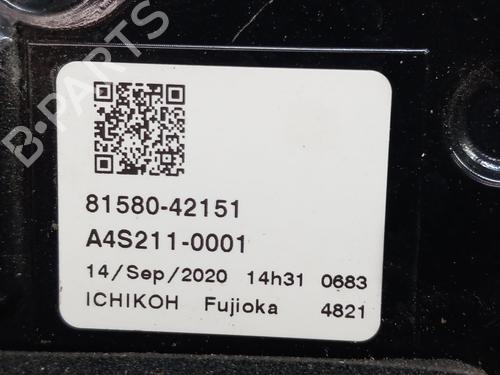 B-PARTS
81580-42151
A4S211-0001
14/Sep/2020 14h31 0683
ICHIKOH Fujioka 4821